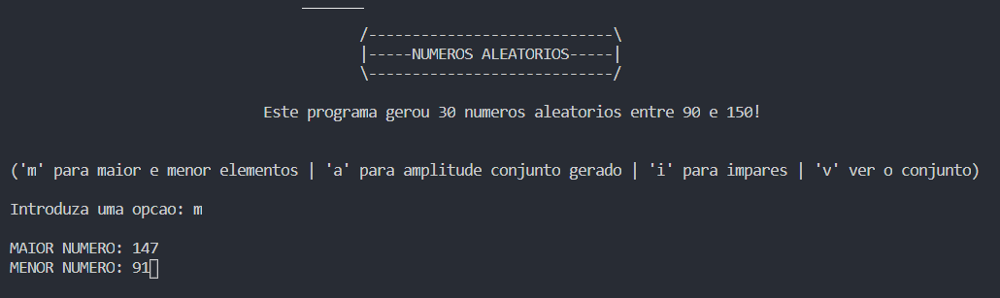 /----------------------------\
|-----NUMEROS ALEATORIOS-----|
\----------------------------/
Este programa gerou 30 numeros aleatorios entre 90 e 150!
('m' para maior e menor elementos | 'a' para amplitude conjunto gerado | 'i' para impares | 'v' ver o conjunto)
Introduza uma opcao: m
MAIOR NUMERO: 147
MENOR NUMERO: 91